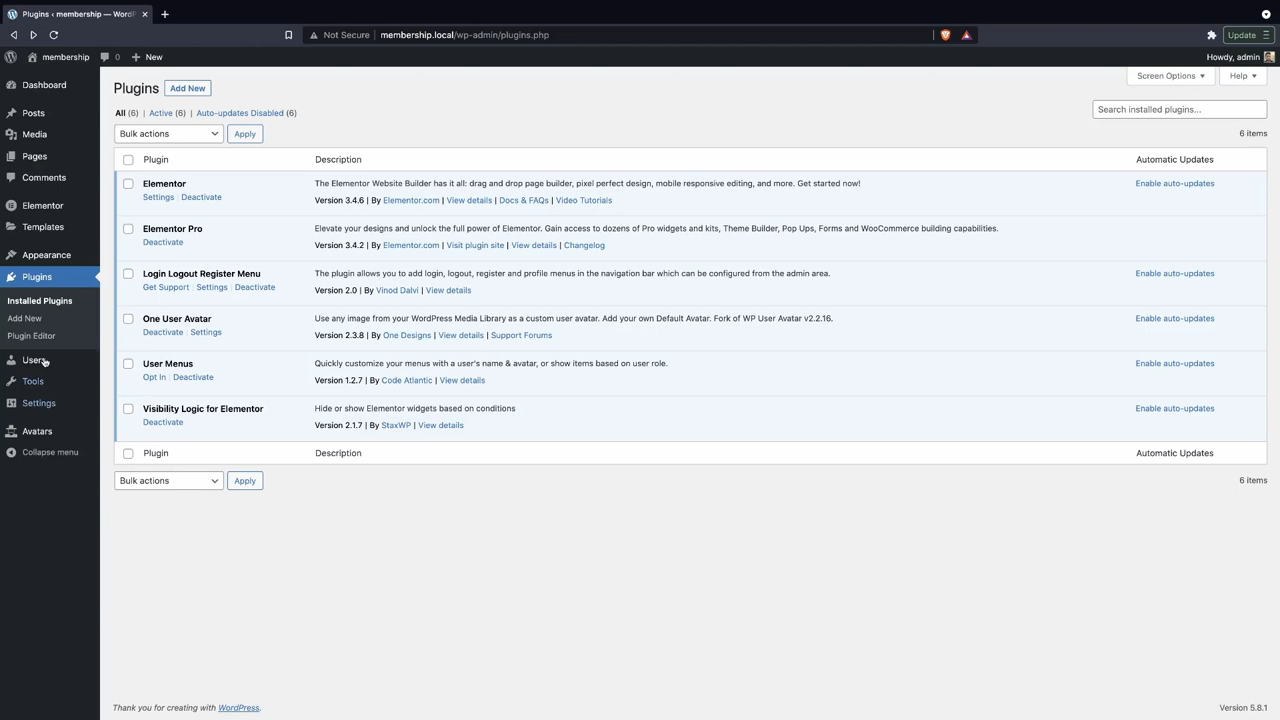 Plugins ‹ membership — WordP
Not Secure membership.local/wp-admin/plugins.php
Update
membership 0 New
Howdy, admin
Dashboard
Posts
Media
Pages
Comments
Elementor
Templates
Appearance
Plugins
Installed Plugins
Add New
Plugin Editor
Users
Tools
Settings
Avatars
Collapse menu
Plugins Add New
Screen Options
Help
All (6) | Active (6) | Auto-updates Disabled (6)
Search installed plugins...
Bulk actions Apply
6 items
Plugin Description Automatic Updates
Elementor The Elementor Website Builder has it all: drag and drop page builder, pixel perfect design, mobile responsive editing, and more. Get started now! Enable auto-updates
Settings | Deactivate Version 3.4.6 | By Elementor.com | View details | Docs & FAQs | Video Tutorials
Elementor Pro Elevate your designs and unlock the full power of Elementor. Gain access to dozens of Pro widgets and kits, Theme Builder, Pop Ups, Forms and WooCommerce building capabilities.
Deactivate Version 3.4.2 | By Elementor.com | Visit plugin site | View details | Changelog
Login Logout Register Menu The plugin allows you to add login, logout, register and profile menus in the navigation bar which can be configured from the admin area. Enable auto-updates
Get Support | Settings | Deactivate Version 2.0 | By Vinod Dalvi | View details
One User Avatar Use any image from your WordPress Media Library as a custom user avatar. Add your own Default Avatar. Fork of WP User Avatar v2.2.16. Enable auto-updates
Deactivate | Settings Version 2.3.8 | By One Designs | View details | Support Forums
User Menus Quickly customize your menus with a user's name & avatar, or show items based on user role. Enable auto-updates
Opt In | Deactivate Version 1.2.7 | By Code Atlantic | View details
Visibility Logic for Elementor Hide or show Elementor widgets based on conditions Enable auto-updates
Deactivate Version 2.1.7 | By StaxWP | View details
Plugin Description Automatic Updates
Bulk actions Apply
6 items
Thank you for creating with WordPress.
Version 5.8.1